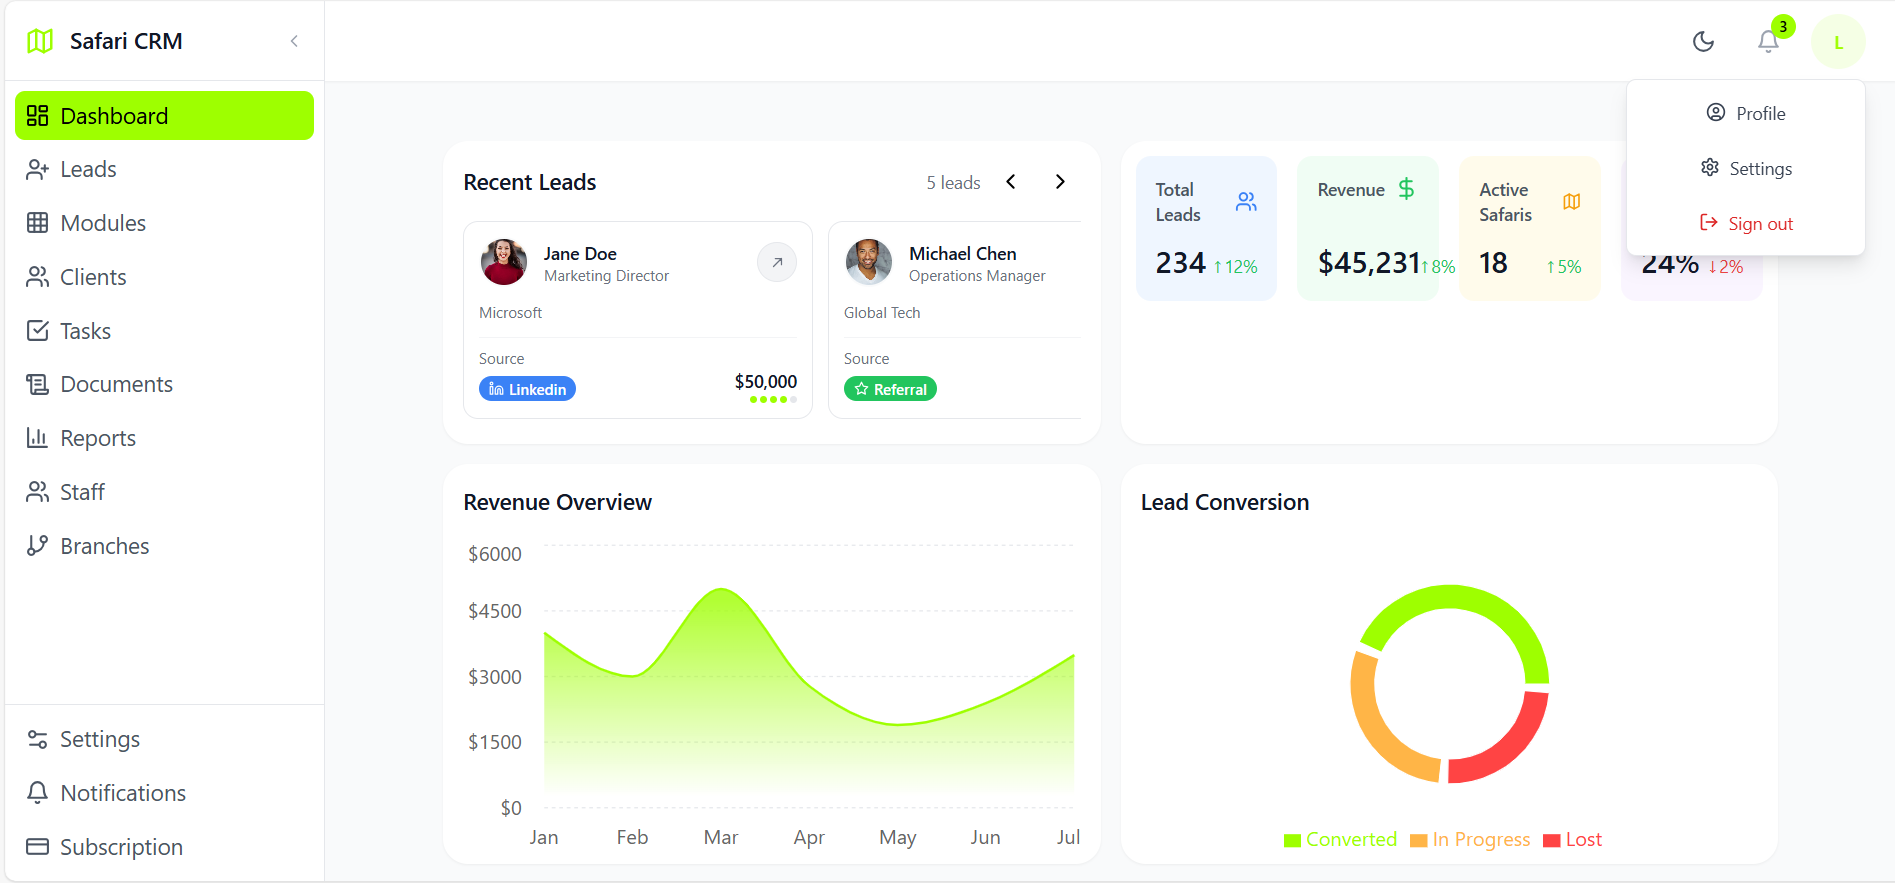 Safari CRM
3
L
Dashboard
Leads
Modules
Clients
Tasks
Documents
Reports
Staff
Branches
Settings
Notifications
Subscription
Profile
Settings
Sign out
Recent Leads
5 leads
Jane Doe
Marketing Director
Microsoft
Source
in Linkedin
$50,000
Michael Chen
Operations Manager
Global Tech
Source
Referral
Total
Leads
234 ↑12%
Revenue $
$45,231↑8%
Active
Safaris
18 ↑5%
24% ↓2%
Revenue Overview
$6000
$4500
$3000
$1500
$0
Jan Feb Mar Apr May Jun Jul
Lead Conversion
Converted In Progress Lost